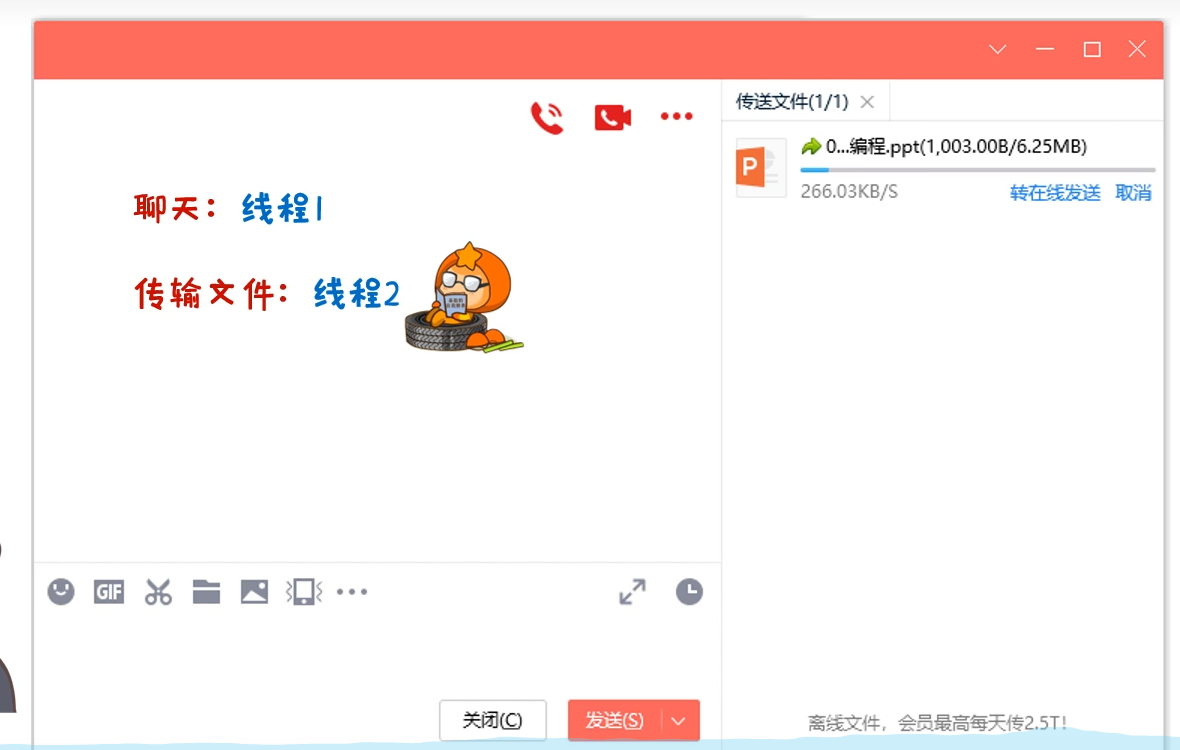 传送文件(1/1)
0...编程.ppt(1,003.00B/6.25MB)
P
266.03KB/S 转在线发送 取消
聊天：线程1
传输文件：线程2
GIF
关闭(C) 发送(S)
离线文件，会员最高每天传2.5T!